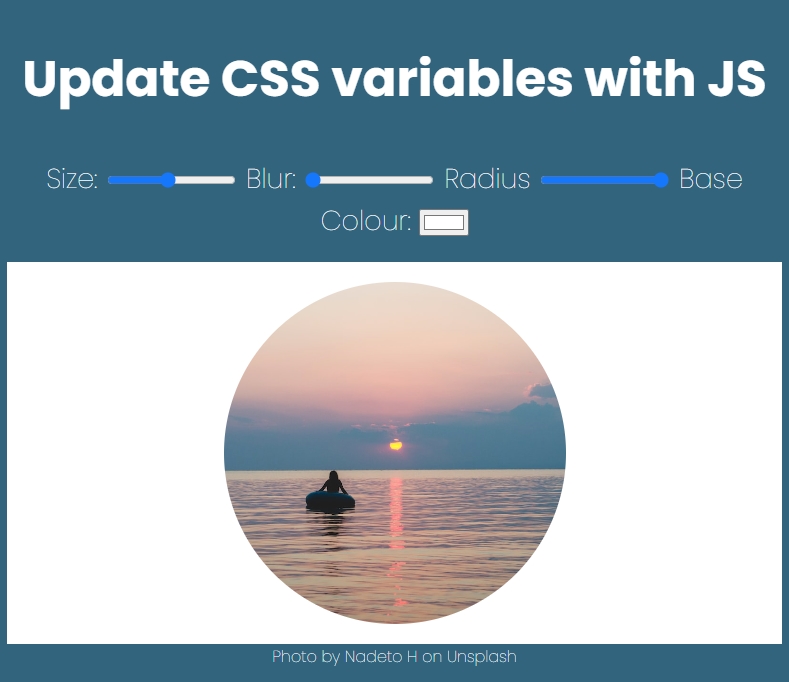 Update CSS variables with JS
Size: Blur: Radius Base
Colour:
Photo by Nadeto H on Unsplash